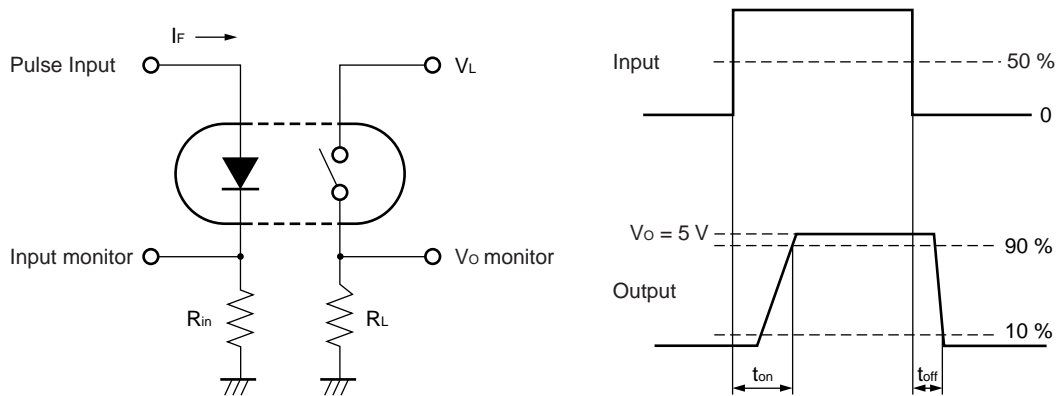 IF
Pulse Input
VL
Input monitor
VO monitor
Rin
RL
Input
50 %
0
VO = 5 V
90 %
Output
10 %
ton
toff